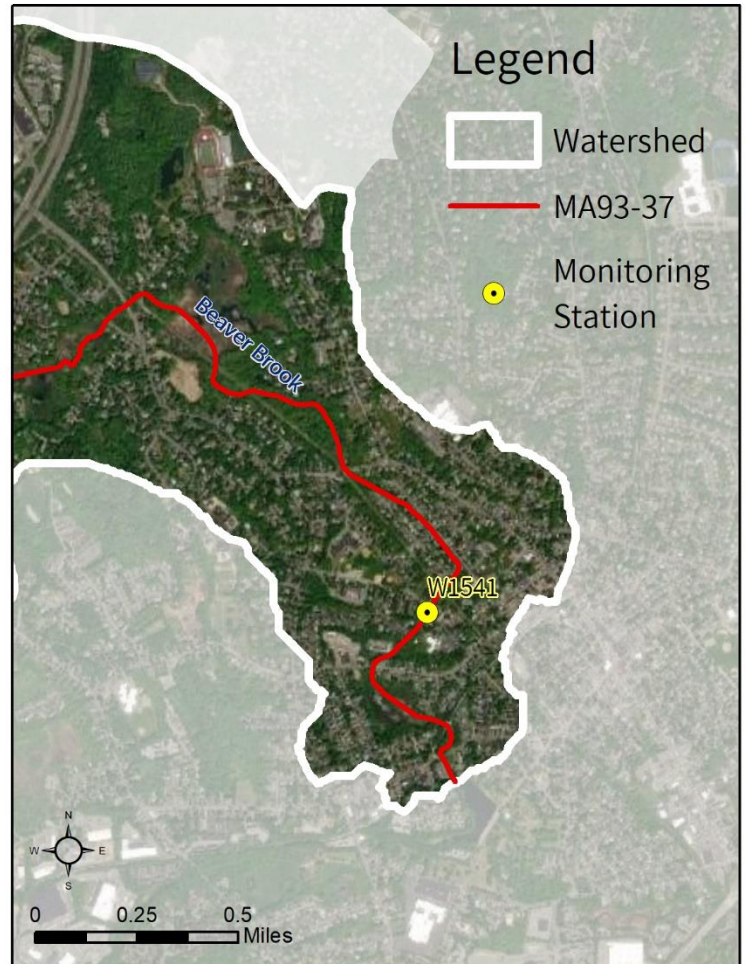 Legend
Watershed
MA93-37
Monitoring
Station
Beaver Brook
W1541
N
W E
S
0 0.25 0.5
Miles